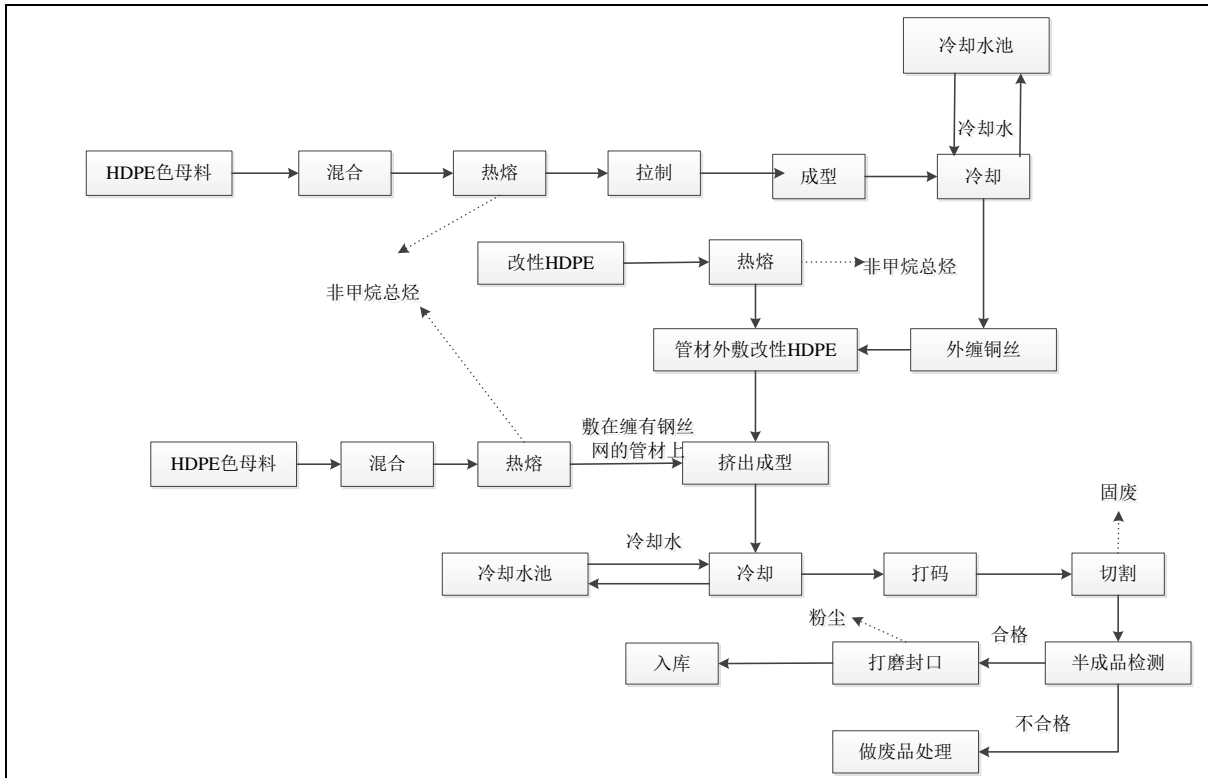 冷却水池
冷却水
HDPE色母料
混合
热熔
拉制
成型
冷却
改性HDPE
热熔
非甲烷总烃
非甲烷总烃
管材外敷改性HDPE
外缠铜丝
敷在缠有钢丝
网的管材上
HDPE色母料
混合
热熔
挤出成型
固废
冷却水
冷却水池
冷却
打码
切割
粉尘
合格
入库
打磨封口
半成品检测
不合格
做废品处理